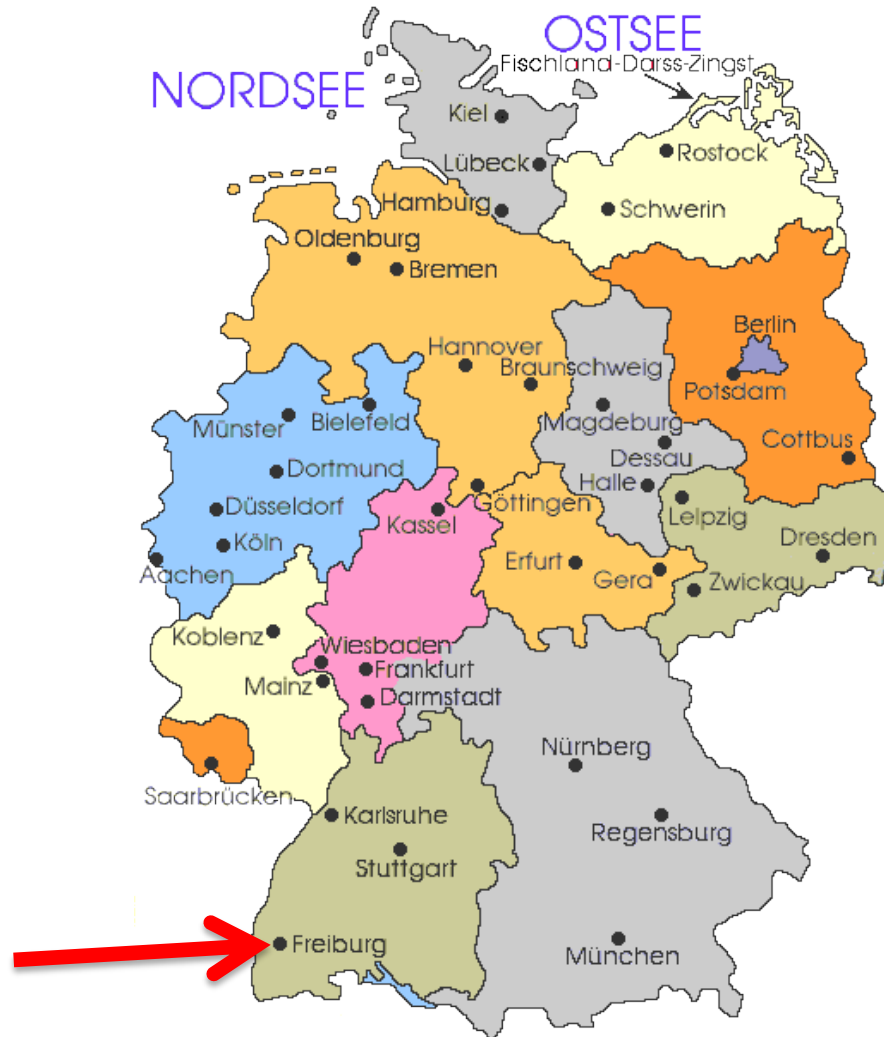 OSTSEE
Fischland-Darss-Zingst
NORDSEE
Kiel
Rostock
Lübeck
Hamburg
Schwerin
Oldenburg
Bremen
Berlin
Hannover
Braunschweig
Potsdam
Münster
Bielefeld
Magdeburg
Cottbus
Dessau
Dortmund
Halle
Göttingen
Leipzig
Düsseldorf
Kassel
Köln
Dresden
Aachen
Erfurt
Gera
Zwickau
Koblenz
Wiesbaden
Frankfurt
Mainz
Darmstadt
Nürnberg
Saarbrücken
Karlsruhe
Regensburg
Stuttgart
Freiburg
München